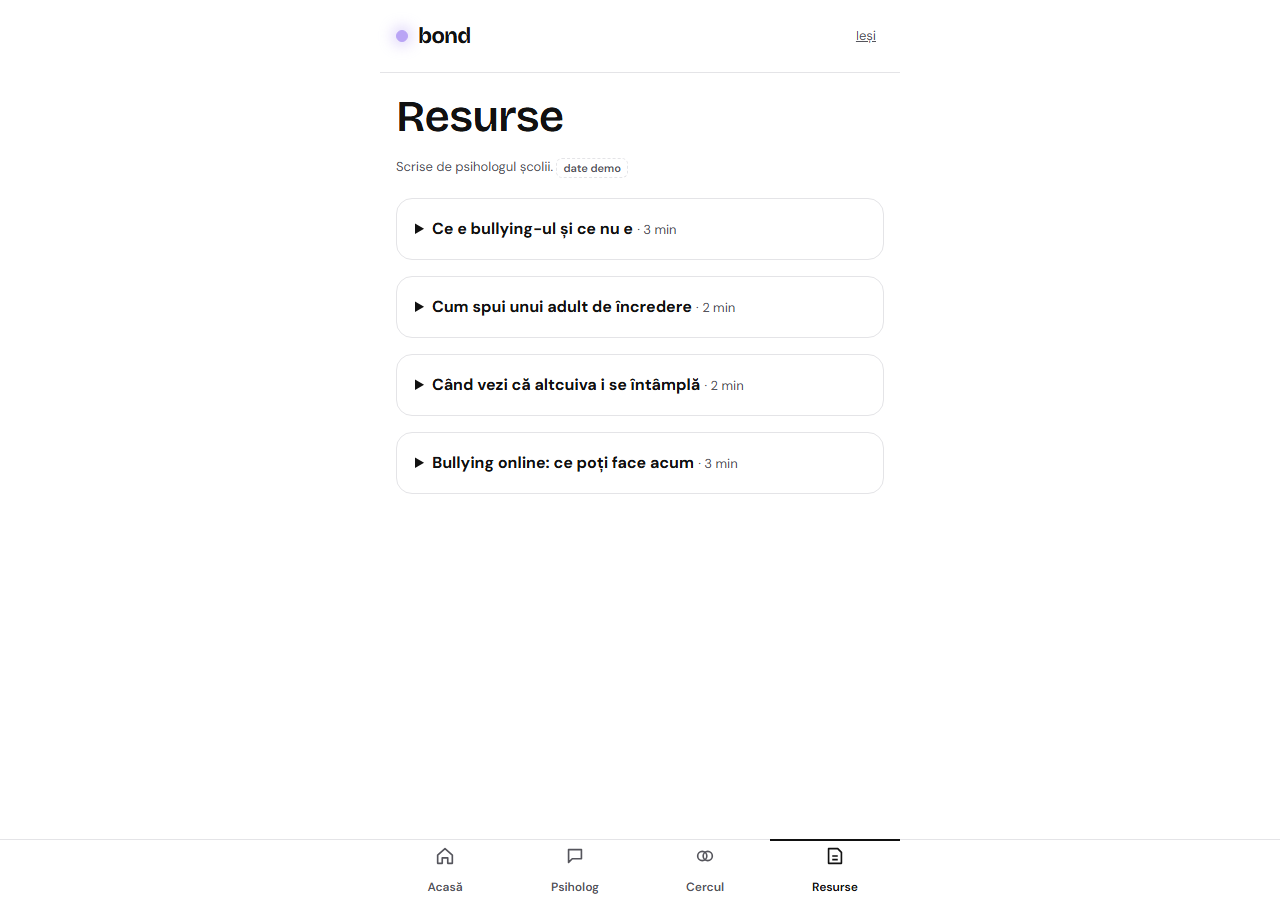 bond
Ieși
Resurse
Scrise de psihologul școlii. date demo
Ce e bullying-ul și ce nu e · 3 min
Cum spui unui adult de încredere · 2 min
Când vezi că altcuiva i se întâmplă · 2 min
Bullying online: ce poți face acum · 3 min
Acasă
Psiholog
Cercul
Resurse